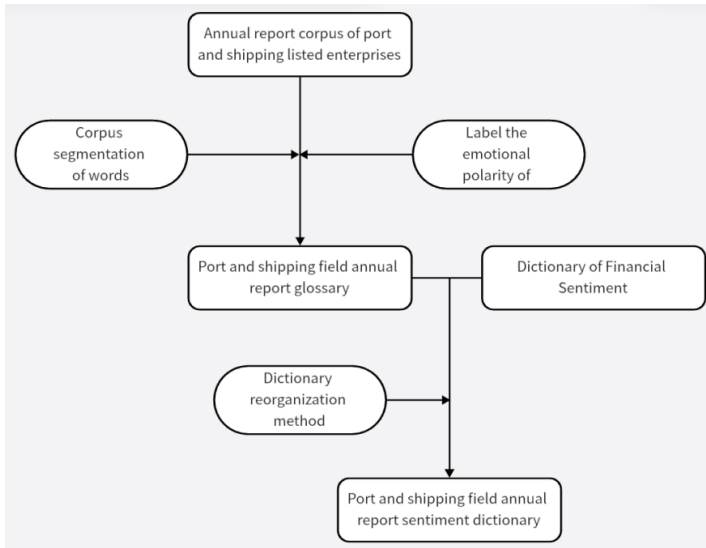 Annual report corpus of port
and shipping listed enterprises
Corpus
segmentation
of words
Label the
emotional
polarity of
Port and shipping field annual
report glossary
Dictionary of Financial
Sentiment
Dictionary
reorganization
method
Port and shipping field annual
report sentiment dictionary